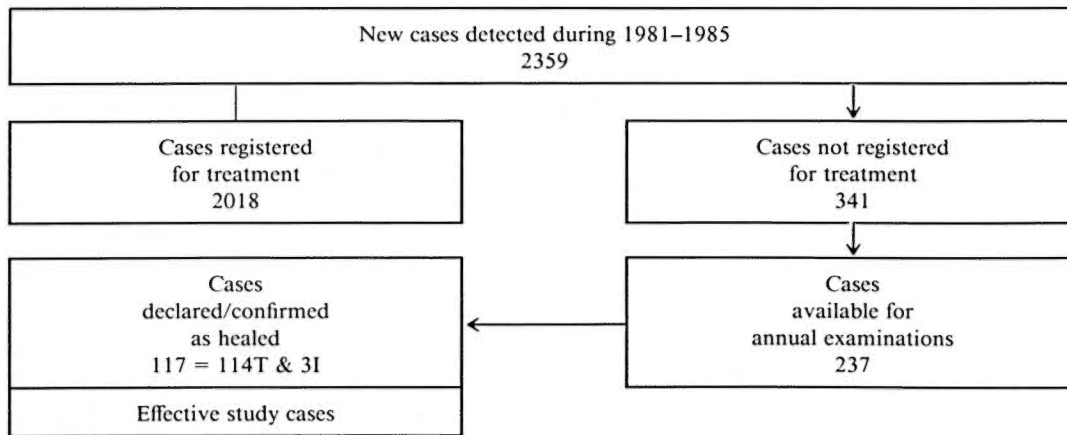 New cases detected during 1981–1985
2359
Cases registered
for treatment
2018
Cases not registered
for treatment
341
Cases
declared/confirmed
as healed
117 = 114T & 3I
Effective study cases
Cases
available for
annual examinations
237